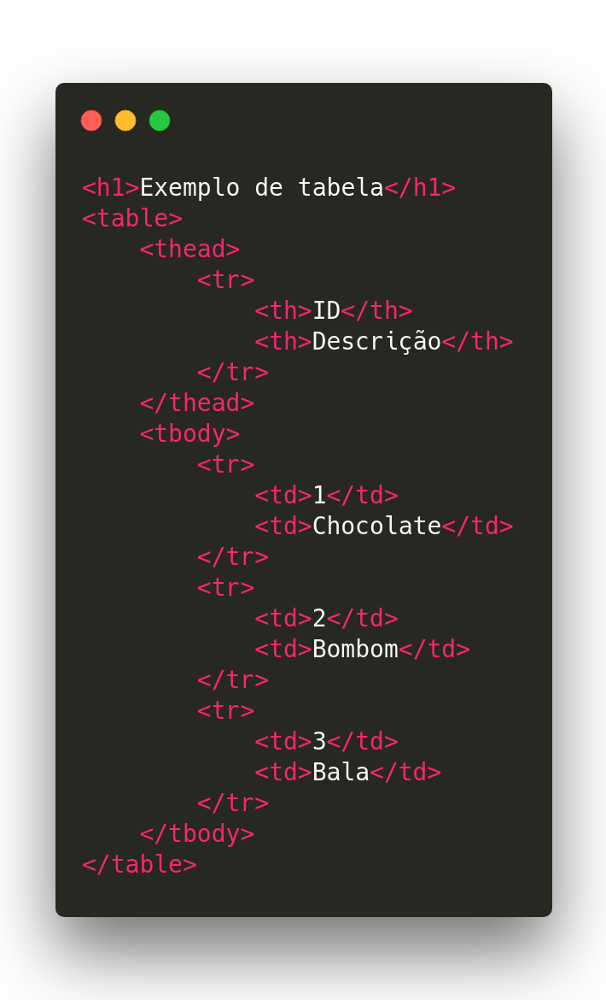 <h1>Exemplo de tabela</h1>
<table>
    <thead>
        <tr>
            <th>ID</th>
            <th>Descrição</th>
        </tr>
    </thead>
    <tbody>
        <tr>
            <td>1</td>
            <td>Chocolate</td>
        </tr>
        <tr>
            <td>2</td>
            <td>Bombom</td>
        </tr>
        <tr>
            <td>3</td>
            <td>Bala</td>
        </tr>
    </tbody>
</table>